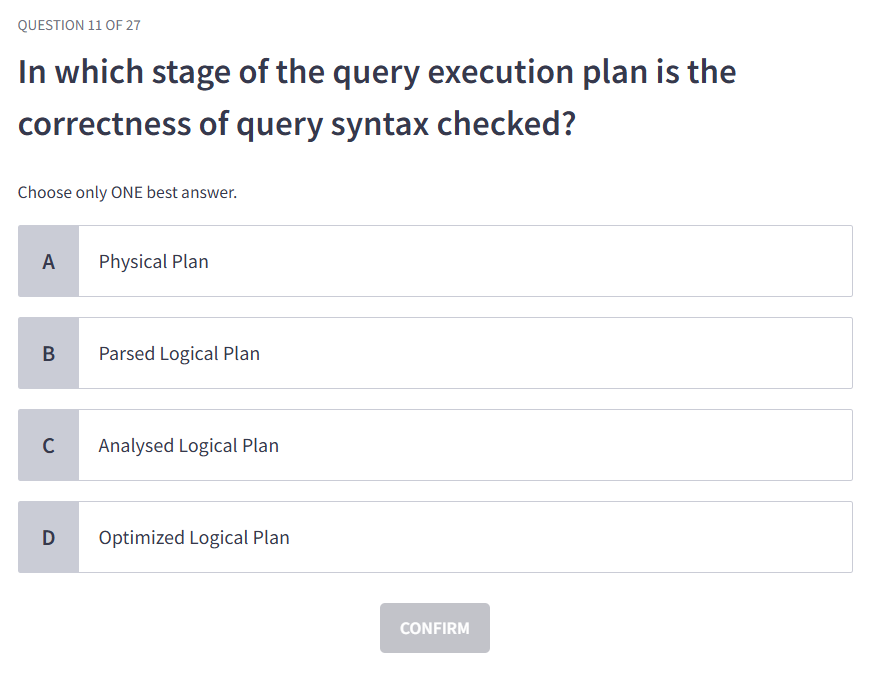 QUESTION 11 OF 27
In which stage of the query execution plan is the
correctness of query syntax checked?
Choose only ONE best answer.
A Physical Plan
B Parsed Logical Plan
C Analysed Logical Plan
D Optimized Logical Plan
CONFIRM